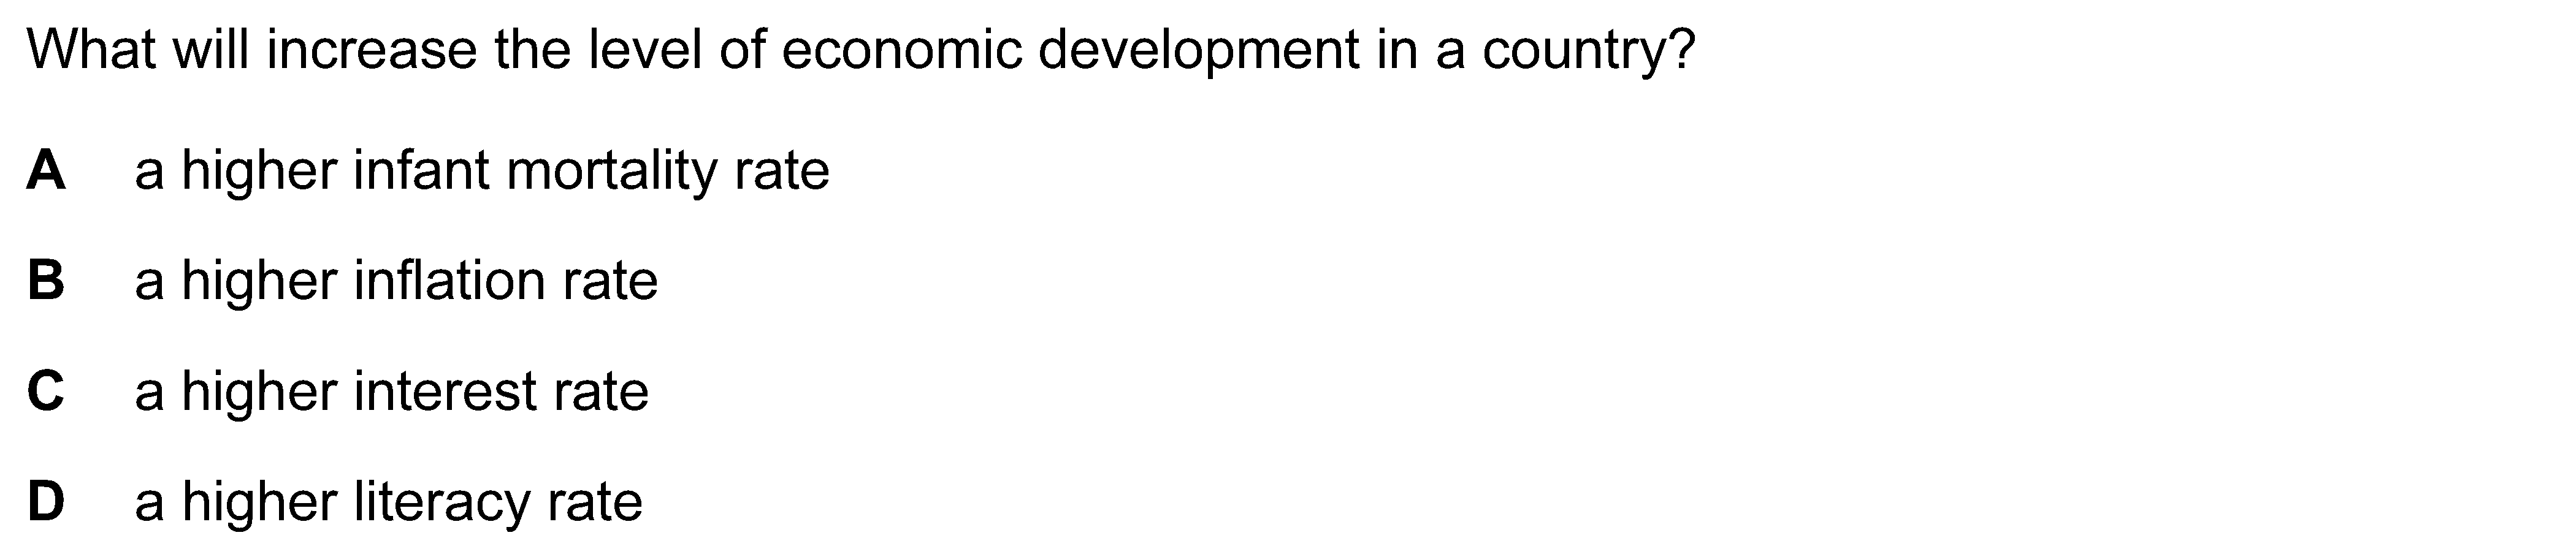 What will increase the level of economic development in a country?
A a higher infant mortality rate
B a higher inflation rate
C a higher interest rate
D a higher literacy rate